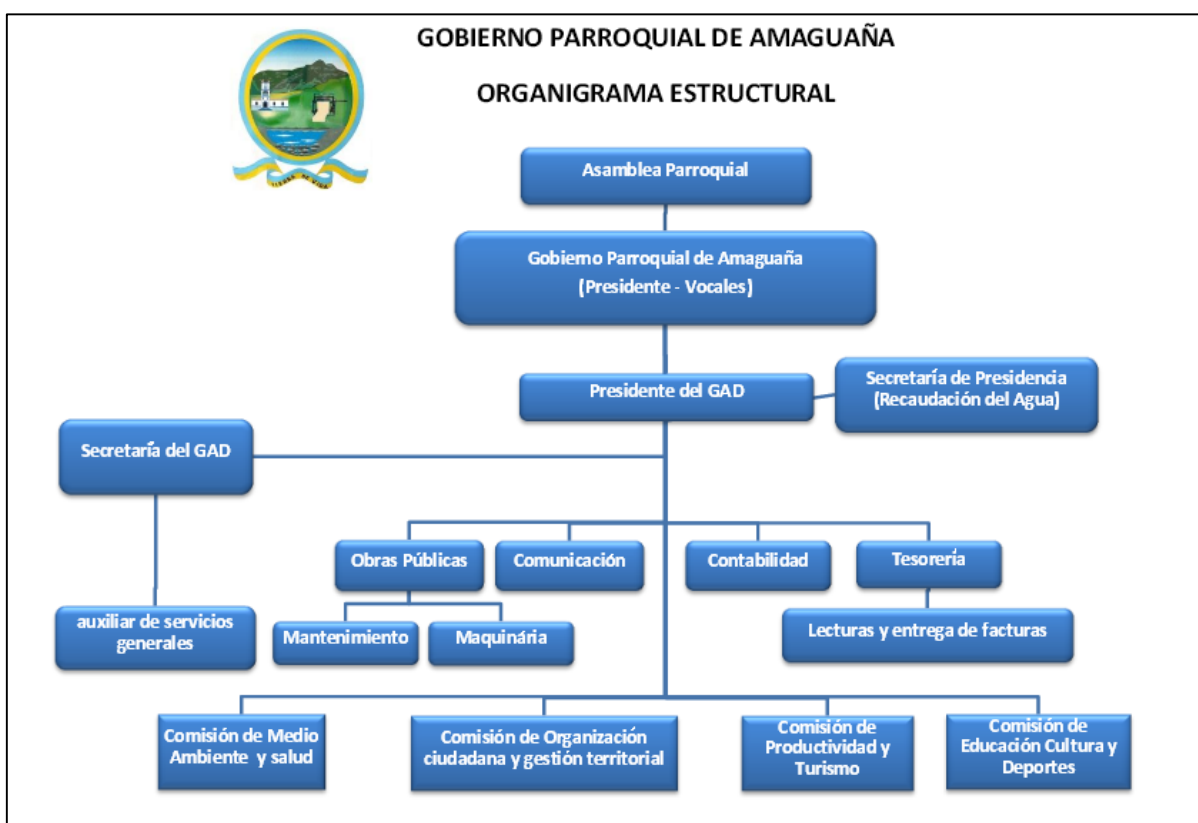 GOBIERNO PARROQUIAL DE AMAGUAÑA
ORGANIGRAMA ESTRUCTURAL
TIERRA DE VIDA
Asamblea Parroquial
Gobierno Parroquial de Amaguaña
(Presidente - Vocales)
Presidente del GAD
Secretaría de Presidencia
(Recaudación del Agua)
Secretaría del GAD
Obras Públicas
Comunicación
Contabilidad
Tesorería
auxiliar de servicios
generales
Mantenimiento
Maquinária
Lecturas y entrega de facturas
Comisión de Medio
Ambiente y salud
Comisión de Organización
ciudadana y gestión territorial
Comisión de
Productividad y
Turismo
Comisión de
Educación Cultura y
Deportes